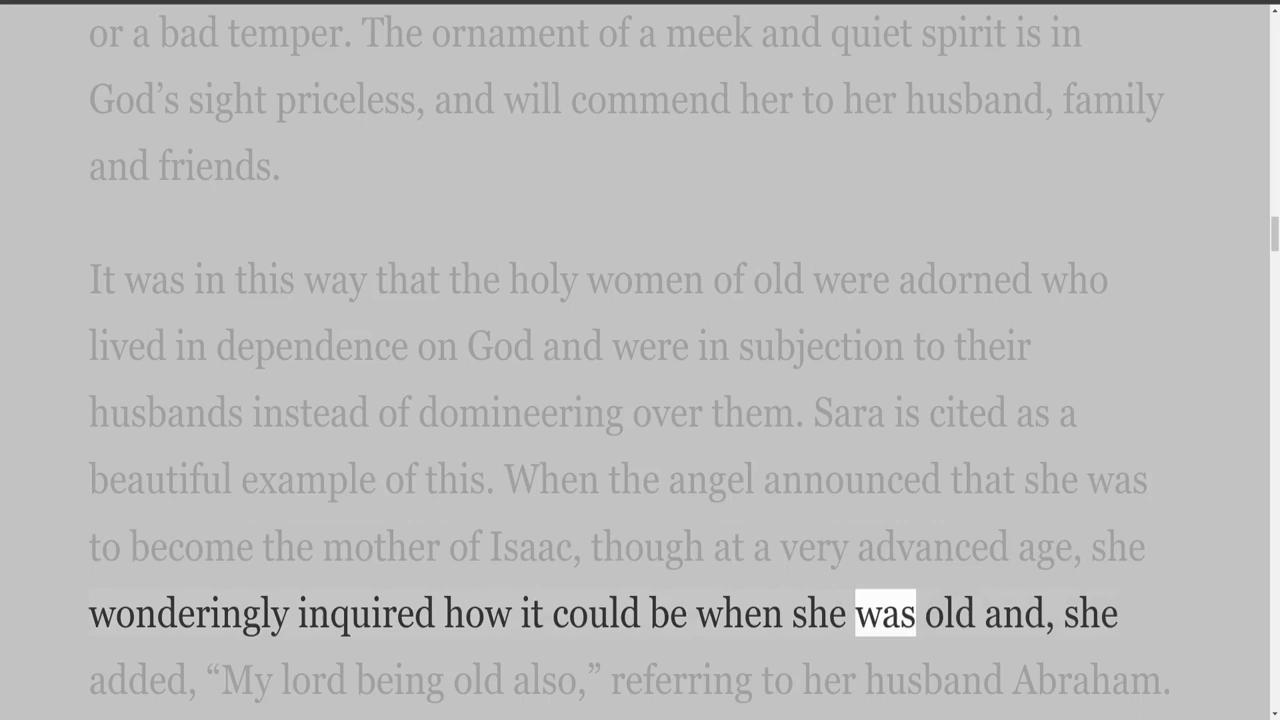 or a bad temper. The ornament of a meek and quiet spirit is in
God’s sight priceless, and will commend her to her husband, family
and friends.
It was in this way that the holy women of old were adorned who
lived in dependence on God and were in subjection to their
husbands instead of domineering over them. Sara is cited as a
beautiful example of this. When the angel announced that she was
to become the mother of Isaac, though at a very advanced age, she
wonderingly inquired how it could be when she was old and, she
added, “My lord being old also,” referring to her husband Abraham.